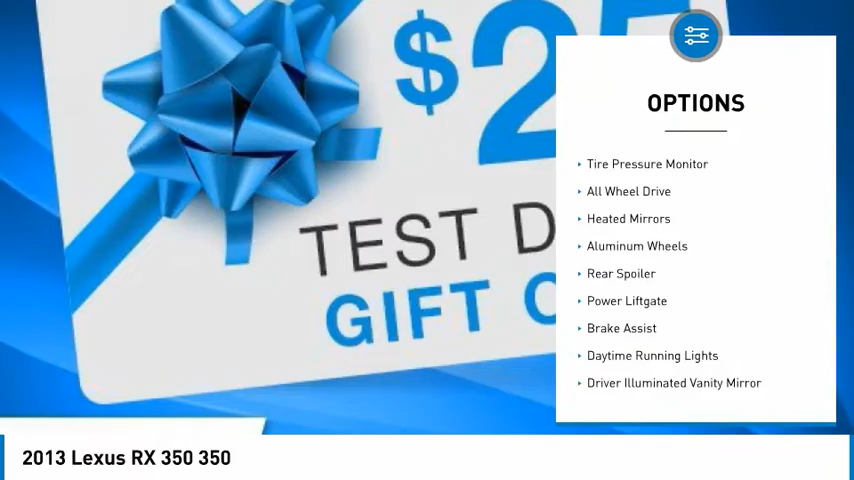 $25
TEST D
GIFT C
OPTIONS
Tire Pressure Monitor
All Wheel Drive
Heated Mirrors
Aluminum Wheels
Rear Spoiler
Power Liftgate
Brake Assist
Daytime Running Lights
Driver Illuminated Vanity Mirror
2013 Lexus RX 350 350